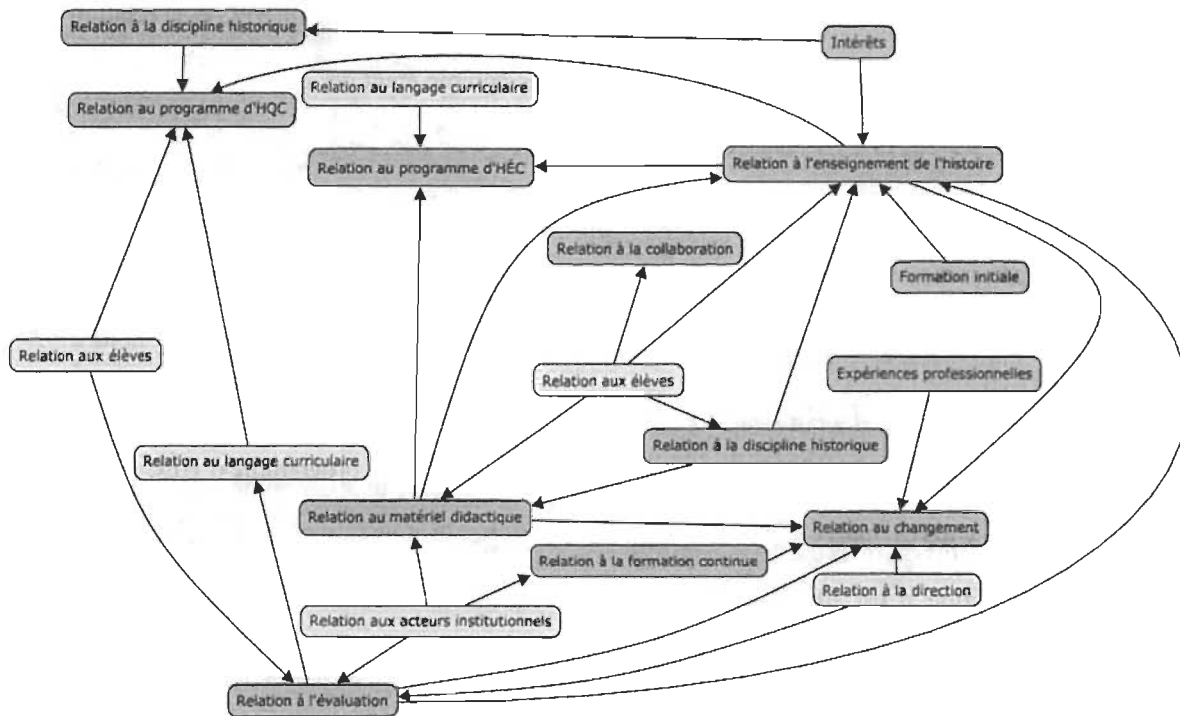 Relation à la discipline historique
Intérêts
Relation au langage curriculaire
Relation au programme d'HQC
Relation au programme d'HÉC
Relation à l'enseignement de l'histoire
Relation à la collaboration
Formation initiale
Relation aux élèves
Relation aux élèves
Expériences professionnelles
Relation à la discipline historique
Relation au langage curriculaire
Relation au matériel didactique
Relation au changement
Relation à la formation continue
Relation à la direction
Relation aux acteurs institutionnels
Relation à l'évaluation